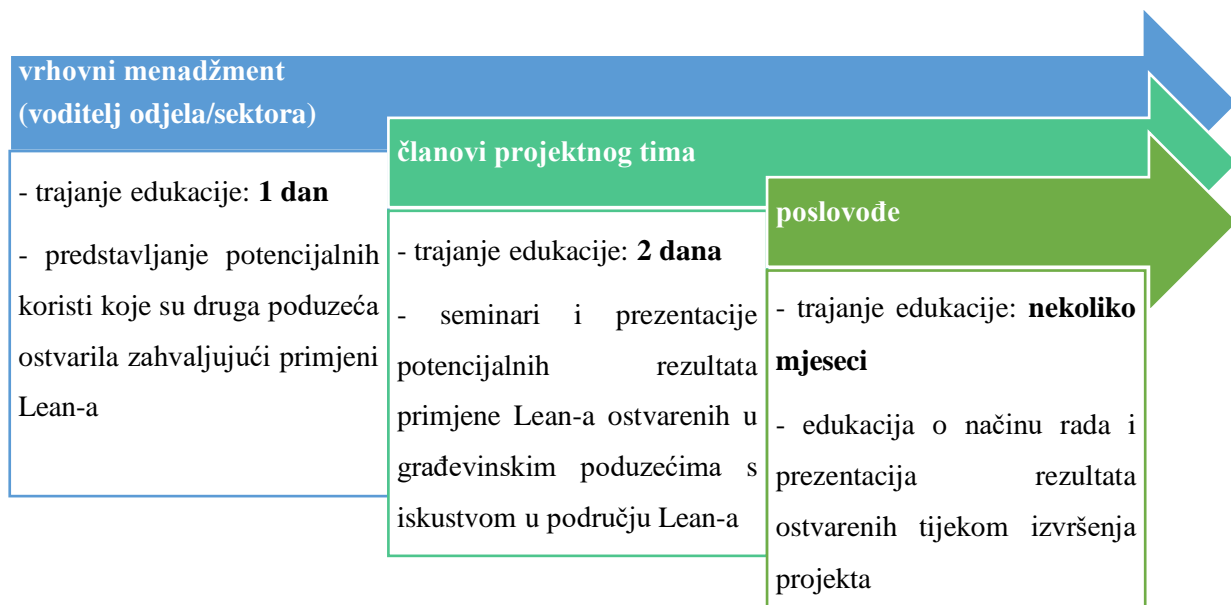 vrhovni menadžment
(voditelj odjela/sektora)
- trajanje edukacije: 1 dan
- predstavljanje potencijalnih
koristi koje su druga poduzeća
ostvarila zahvaljujući primjeni
Lean-a
članovi projektnog tima
- trajanje edukacije: 2 dana
- seminari i prezentacije
potencijalnih rezultata
primjene Lean-a ostvarenih u
građevinskim poduzećima s
iskustvom u području Lean-a
poslovođe
- trajanje edukacije: nekoliko
mjeseci
- edukacija o načinu rada i
prezentacija rezultata
ostvarenih tijekom izvršenja
projekta